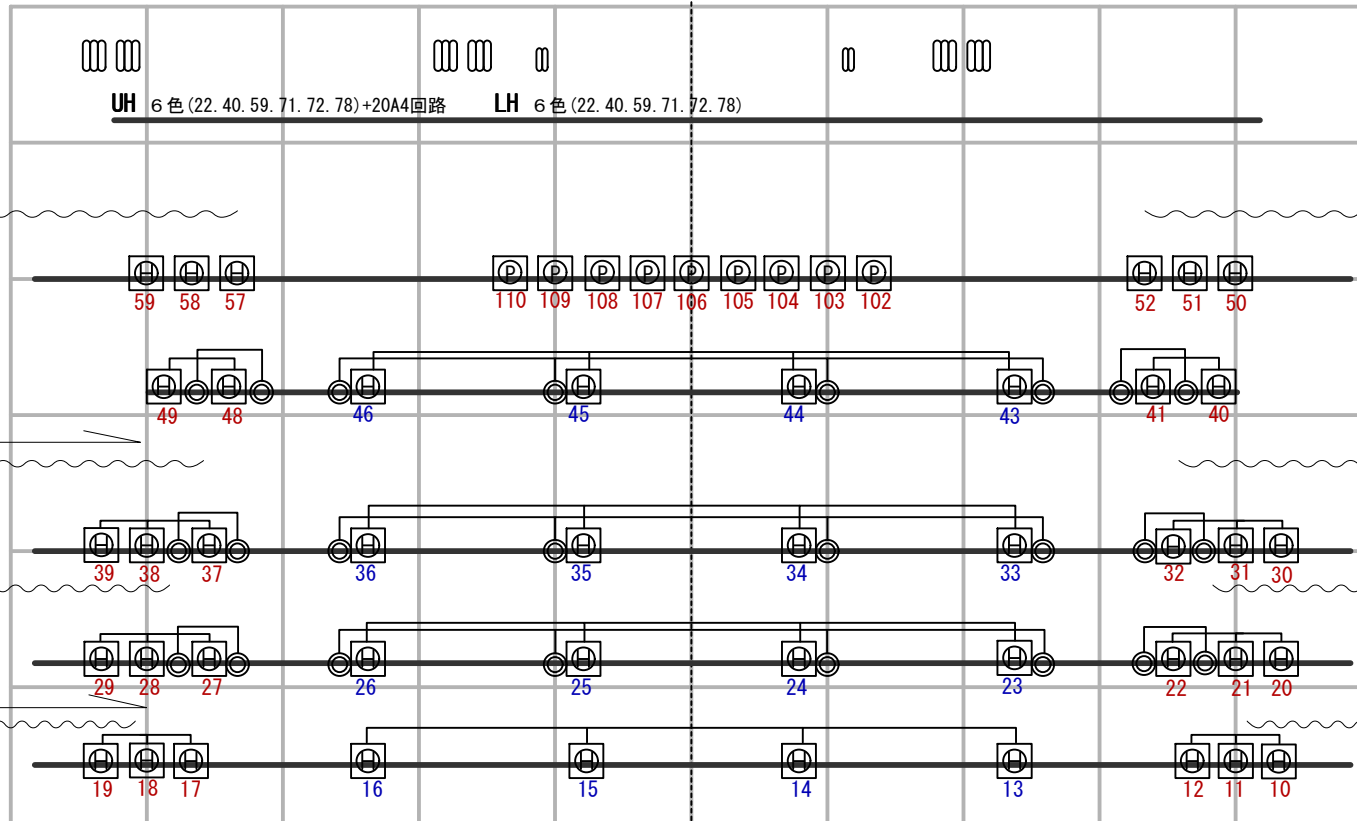 UH 6色(22.40.59.71.72.78)+20A4回路 LH 6色(22.40.59.71.72.78)
H H H P P P P P P P P P H H H
59 58 57 110 109 108 107 106 105 104 103 102 52 51 50
H H H H H H H H
49 48 46 45 44 43 41 40
H H H H H H H H H H
39 38 37 36 35 34 33 32 31 30
H H H H H H H H H H
29 28 27 26 25 24 23 22 21 20
H H H H H H H H H H
19 18 17 16 15 14 13 12 11 10